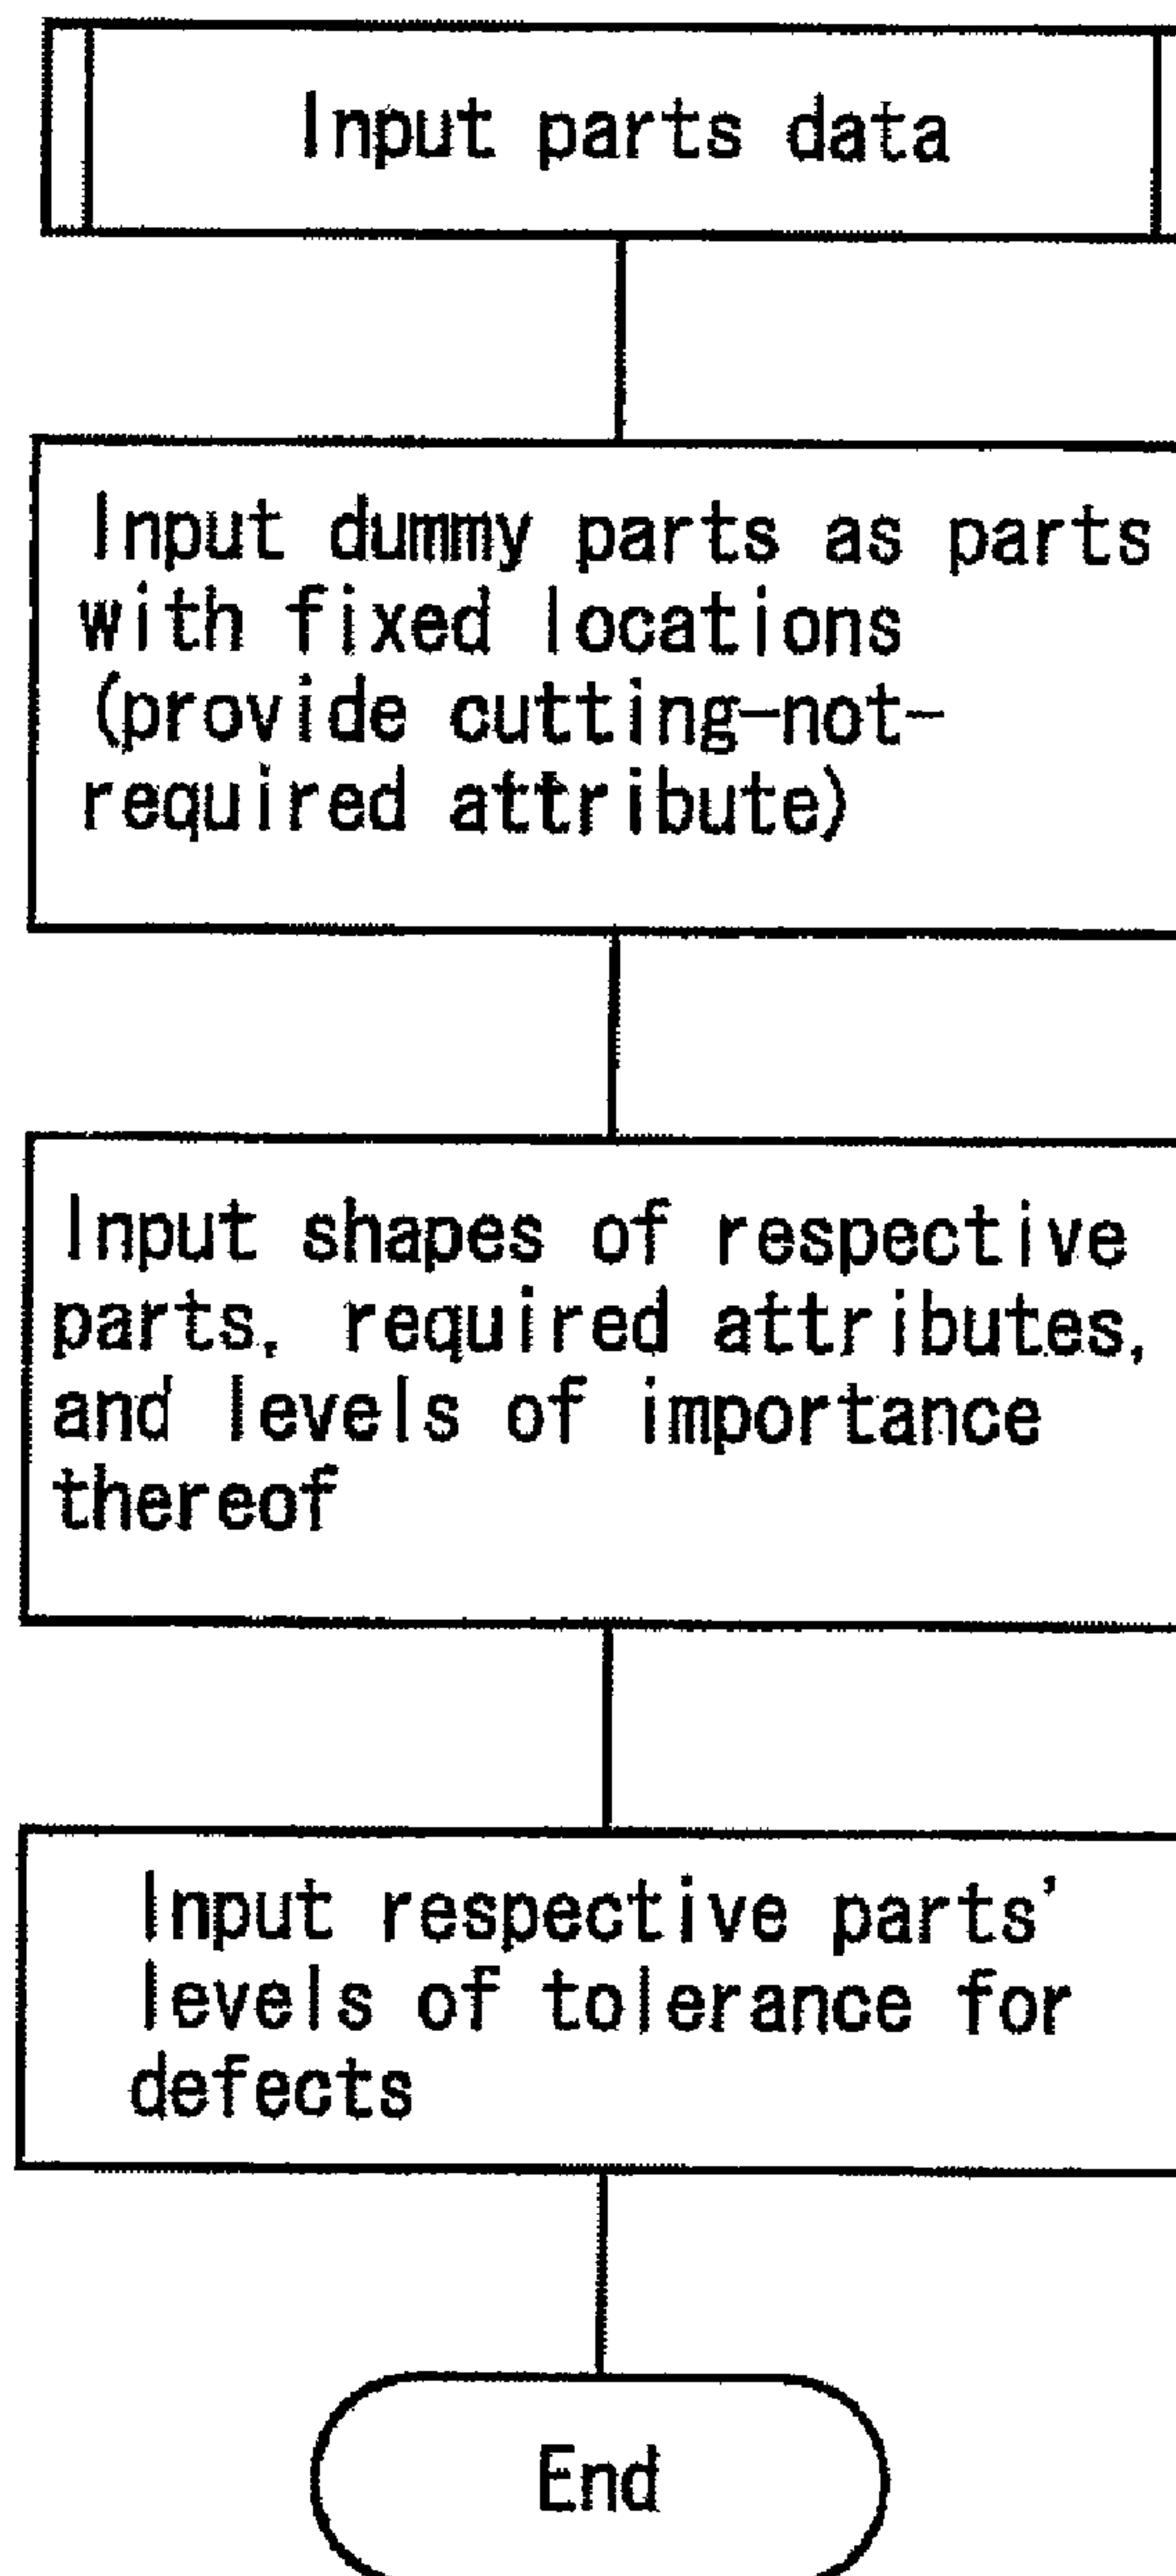 Input parts data
Input dummy parts as parts
with fixed locations
(provide cutting-not-
required attribute)
Input shapes of respective
parts, required attributes,
and levels of importance
thereof
Input respective parts'
levels of tolerance for
defects
End